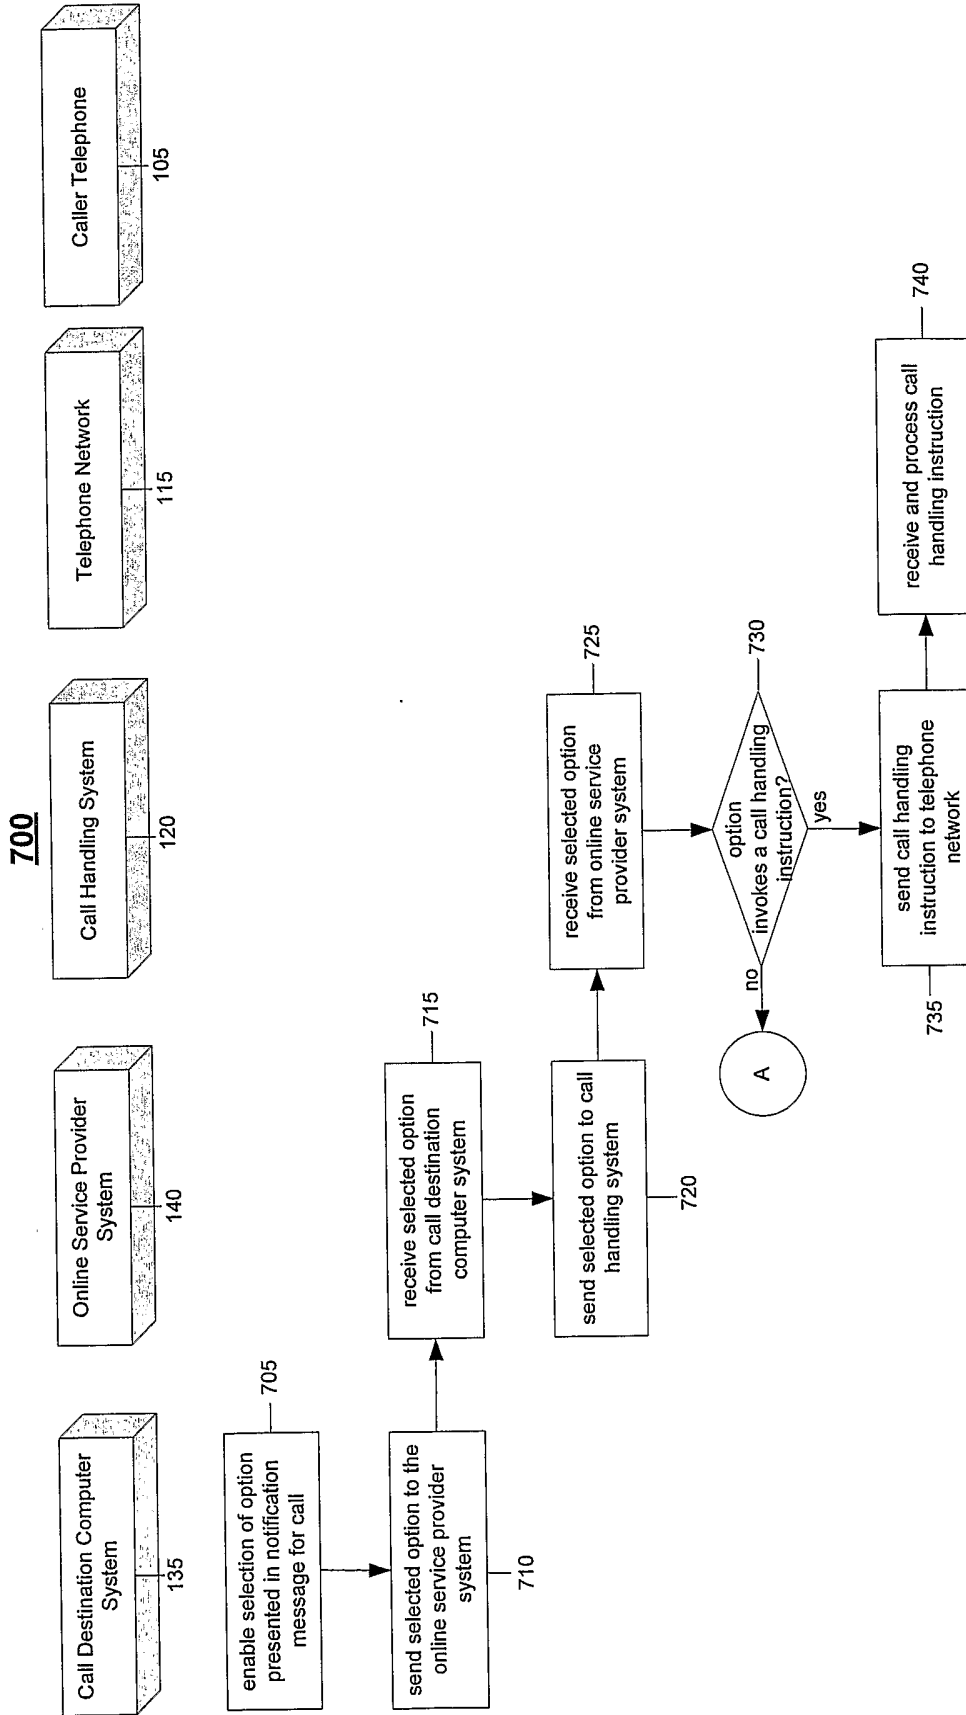 700
Call Destination Computer
System
135
Online Service Provider
System
140
Call Handling System
120
Telephone Network
115
Caller Telephone
105
enable selection of option
presented in notification
message for call
705
send selected option to the
online service provider
system
710
receive selected option
from call destination
computer system
715
send selected option to call
handling system
720
receive selected option
from online service
provider system
725
option
invokes a call handling
instruction?
730
no
yes
A
send call handling
instruction to telephone
network
735
receive and process call
handling instruction
740